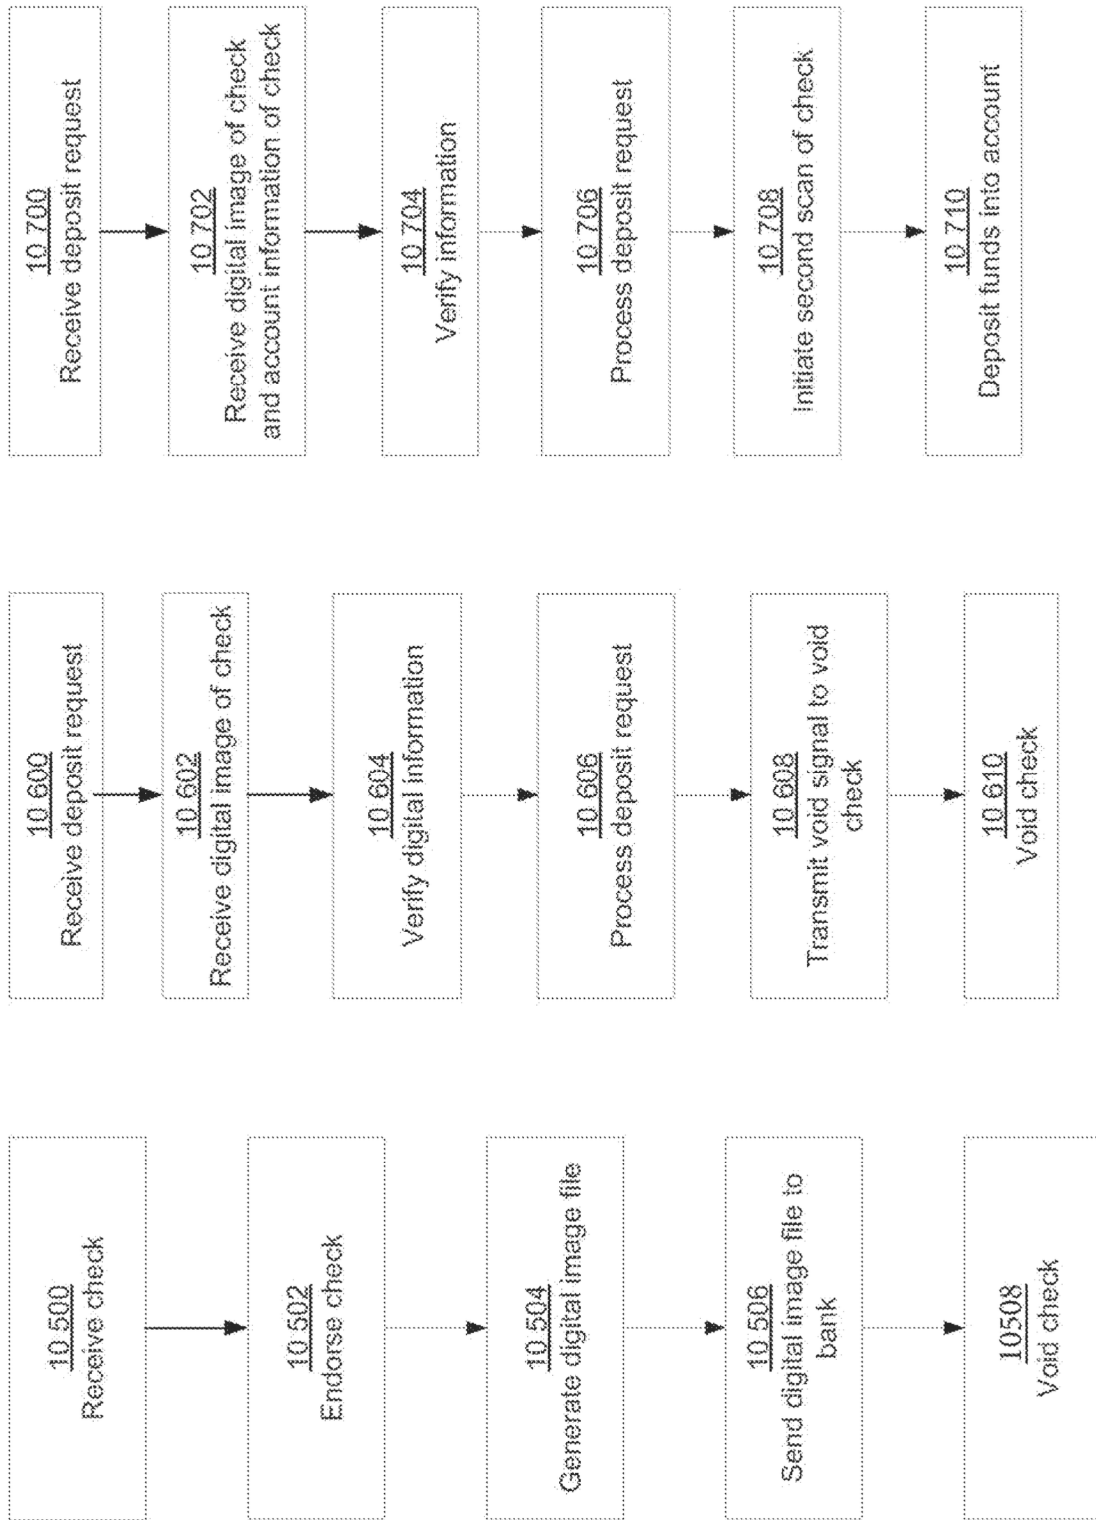 10 500
Receive check
10 502
Endorse check
10 504
Generate digital image file
10 506
Send digital image file to
bank
10508
Void check
10 600
Receive deposit request
10 602
Receive digital image of check
10 604
Verify digital information
10 606
Process deposit request
10 608
Transmit void signal to void
check
10 610
Void check
10 700
Receive deposit request
10 702
Receive digital image of check
and account information of check
10 704
Verify information
10 706
Process deposit request
10 708
Initiate second scan of check
10 710
Deposit funds into account